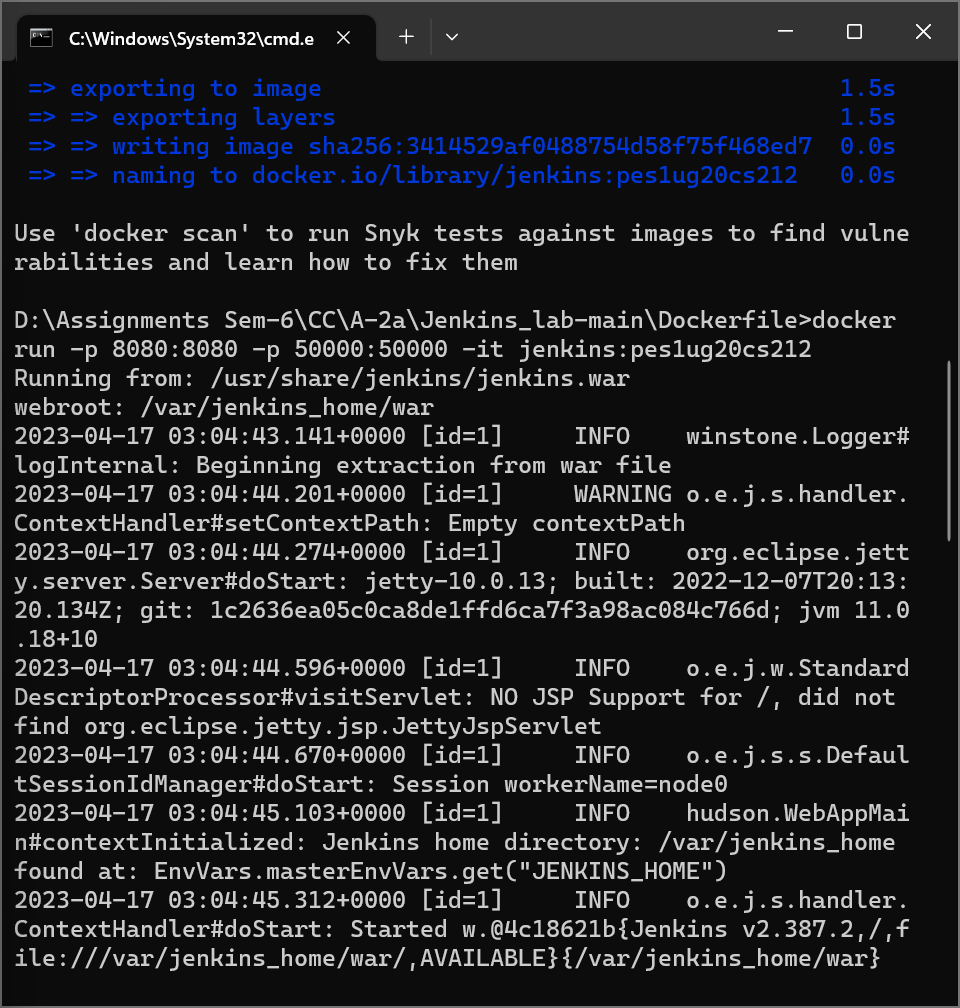 C:\Windows\System32\cmd.e
=> exporting to image 1.5s
=> => exporting layers 1.5s
=> => writing image sha256:3414529af0488754d58f75f468ed7 0.0s
=> => naming to docker.io/library/jenkins:pes1ug20cs212 0.0s
Use 'docker scan' to run Snyk tests against images to find vulne
rabilities and learn how to fix them
D:\Assignments Sem-6\CC\A-2a\Jenkins_lab-main\Dockerfile>docker
run -p 8080:8080 -p 50000:50000 -it jenkins:pes1ug20cs212
Running from: /usr/share/jenkins/jenkins.war
webroot: /var/jenkins_home/war
2023-04-17 03:04:43.141+0000 [id=1] INFO winstone.Logger#
logInternal: Beginning extraction from war file
2023-04-17 03:04:44.201+0000 [id=1] WARNING o.e.j.s.handler.
ContextHandler#setContextPath: Empty contextPath
2023-04-17 03:04:44.274+0000 [id=1] INFO org.eclipse.jett
y.server.Server#doStart: jetty-10.0.13; built: 2022-12-07T20:13:
20.134Z; git: 1c2636ea05c0ca8de1ffd6ca7f3a98ac084c766d; jvm 11.0
.18+10
2023-04-17 03:04:44.596+0000 [id=1] INFO o.e.j.w.Standard
DescriptorProcessor#visitServlet: NO JSP Support for /, did not
find org.eclipse.jetty.jsp.JettyJspServlet
2023-04-17 03:04:44.670+0000 [id=1] INFO o.e.j.s.s.Defaul
tSessionIdManager#doStart: Session workerName=node0
2023-04-17 03:04:45.103+0000 [id=1] INFO hudson.WebAppMai
n#contextInitialized: Jenkins home directory: /var/jenkins_home
found at: EnvVars.masterEnvVars.get("JENKINS_HOME")
2023-04-17 03:04:45.312+0000 [id=1] INFO o.e.j.s.handler.
ContextHandler#doStart: Started w.@4c18621b{Jenkins v2.387.2,/,f
ile:///var/jenkins_home/war/,AVAILABLE}{/var/jenkins_home/war}